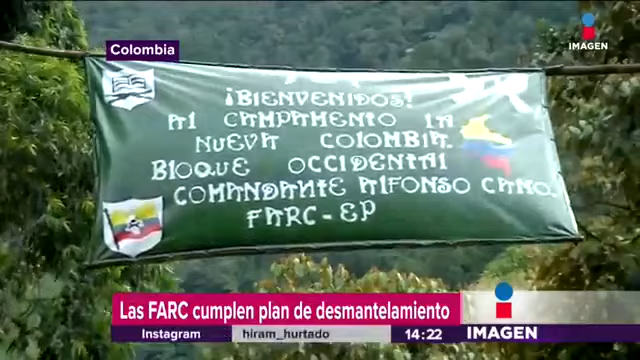 Colombia
IMAGEN
¡BIENVENIDOS!
Al CAMPAMENTO LA
NUEVA COLOMBIA.
BLOQUE OCCIDENTAl
COMANDANTE AlFONSO CANO.
FARC-EP
Las FARC cumplen plan de desmantelamiento
Instagram hiram_hurtado 14:22 IMAGEN